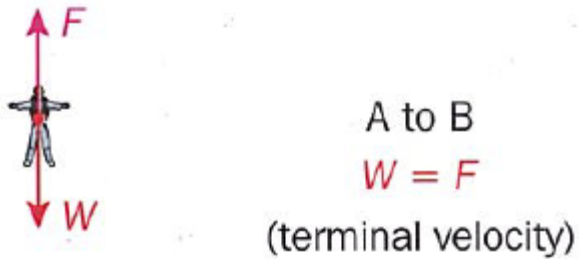 F
W
A to B
W = F
(terminal velocity)